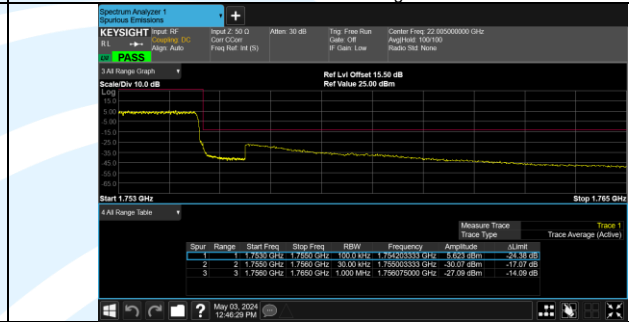 Spectrum Analyzer 1
Spurious Emissions
+
KEYSIGHT Input: RF Input Z: 50 Ω Atten: 30 dB Trig: Free Run Center Freq: 22.005000000 GHz
RL Coupling: DC Corr CCorr Gate: Off Avg|Hold: 100/100
Align: Auto Freq Ref: Int (S) IF Gain: Low Radio Std: None
PASS
3 All Range Graph Ref Lvl Offset 15.50 dB
Scale/Div 10.0 dB Ref Value 25.00 dBm
Log
15.0
5.00
-5.00
-15.0
-25.0
-35.0
-45.0
-55.0
-65.0
Start 1.753 GHz Stop 1.765 GHz
4 All Range Table
Measure Trace Trace 1
Trace Type Trace Average (Active)
Spur Range Start Freq Stop Freq RBW Frequency Amplitude ΔLimit
1 1 1.7530 GHz 1.7550 GHz 100.0 kHz 1.754203333 GHz 5.623 dBm -24.38 dB
2 2 1.7550 GHz 1.7560 GHz 30.00 kHz 1.755003333 GHz -30.07 dBm -17.07 dB
3 3 1.7560 GHz 1.7650 GHz 1.000 MHz 1.756075000 GHz -27.09 dBm -14.09 dB
? May 03, 2024
12:46:29 PM